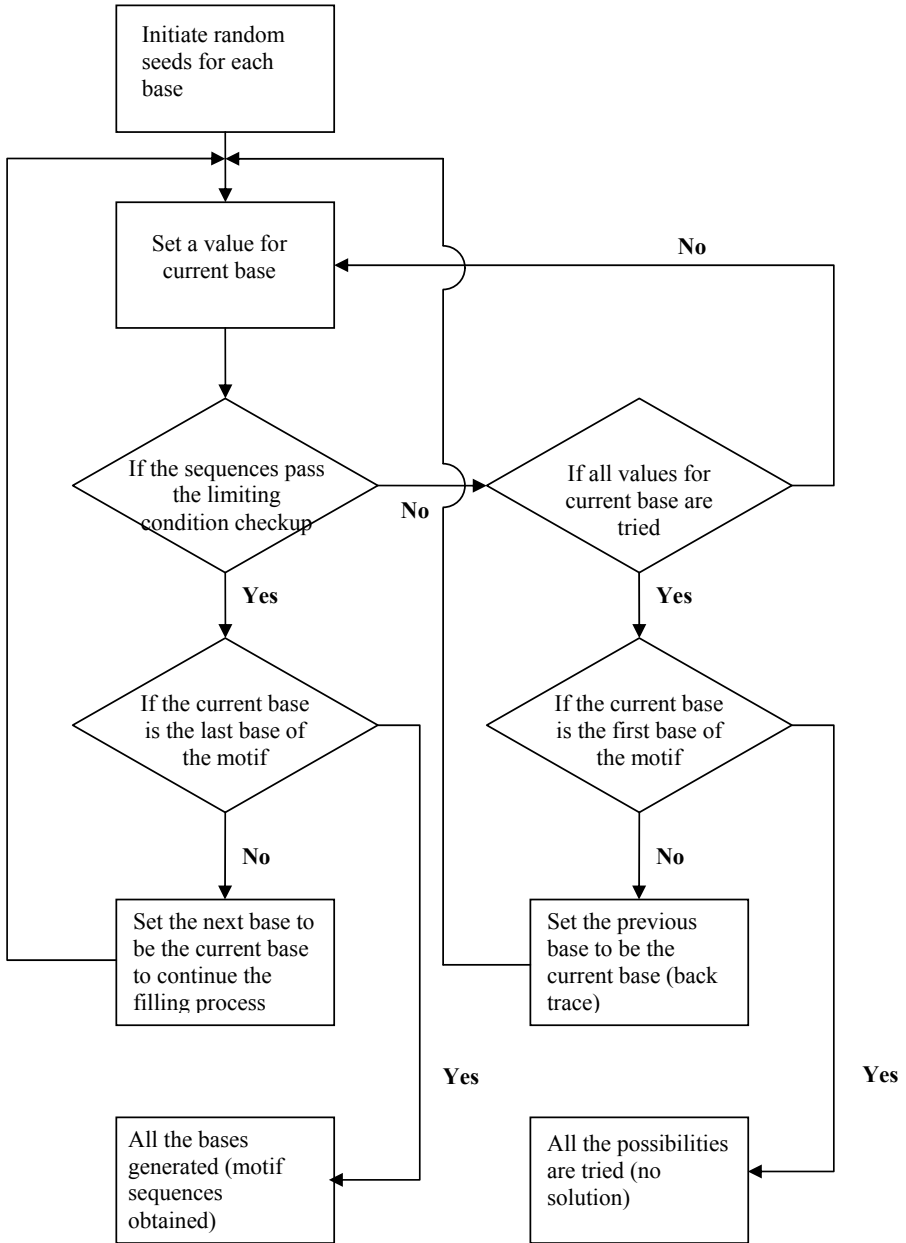 Initiate random
seeds for each
base
Set a value for
current base
No
If the sequences pass
the limiting
condition checkup
No
If all values for
current base are
tried
Yes
Yes
If the current base
is the last base of
the motif
If the current base
is the first base of
the motif
No
No
Set the next base to
be the current base
to continue the
filling process
Set the previous
base to be the
current base (back
trace)
Yes
Yes
All the bases
generated (motif
sequences
obtained)
All the possibilities
are tried (no
solution)